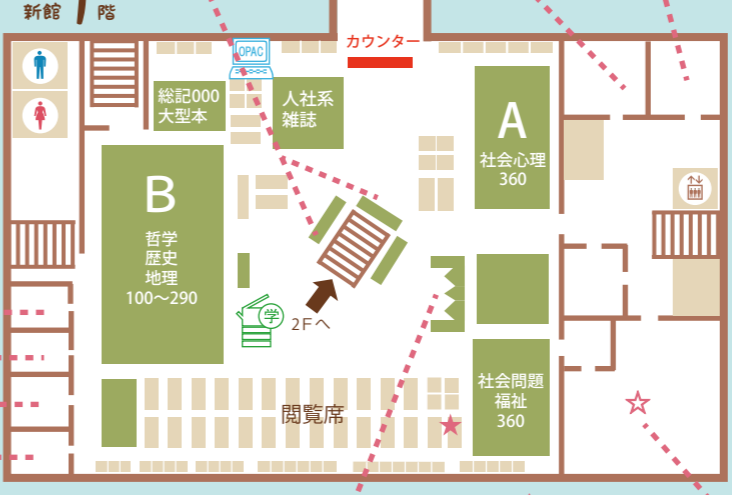 新館 1 階
OPAC
カウンター
総記000
大型本
人社系
雑誌
A
社会心理
360
B
哲学
歴史
地理
100〜290
学
2Fへ
社会問題
福祉
360
閲覧席